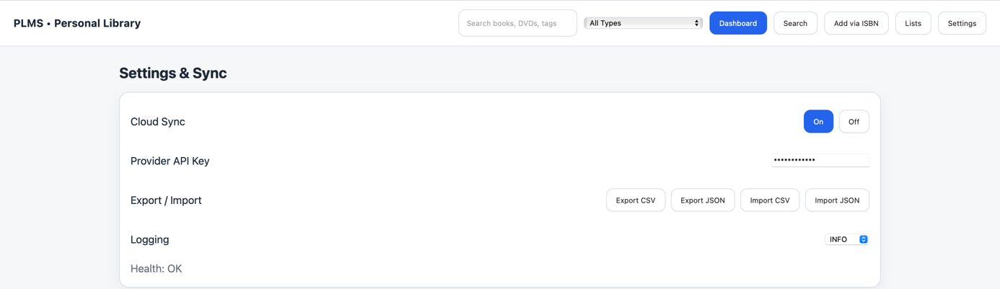 PLMS • Personal Library
Search books, DVDs, tags
All Types
Dashboard
Search
Add via ISBN
Lists
Settings
Settings & Sync
Cloud Sync
On
Off
Provider API Key
••••••••••••
Export / Import
Export CSV
Export JSON
Import CSV
Import JSON
Logging
INFO
Health: OK